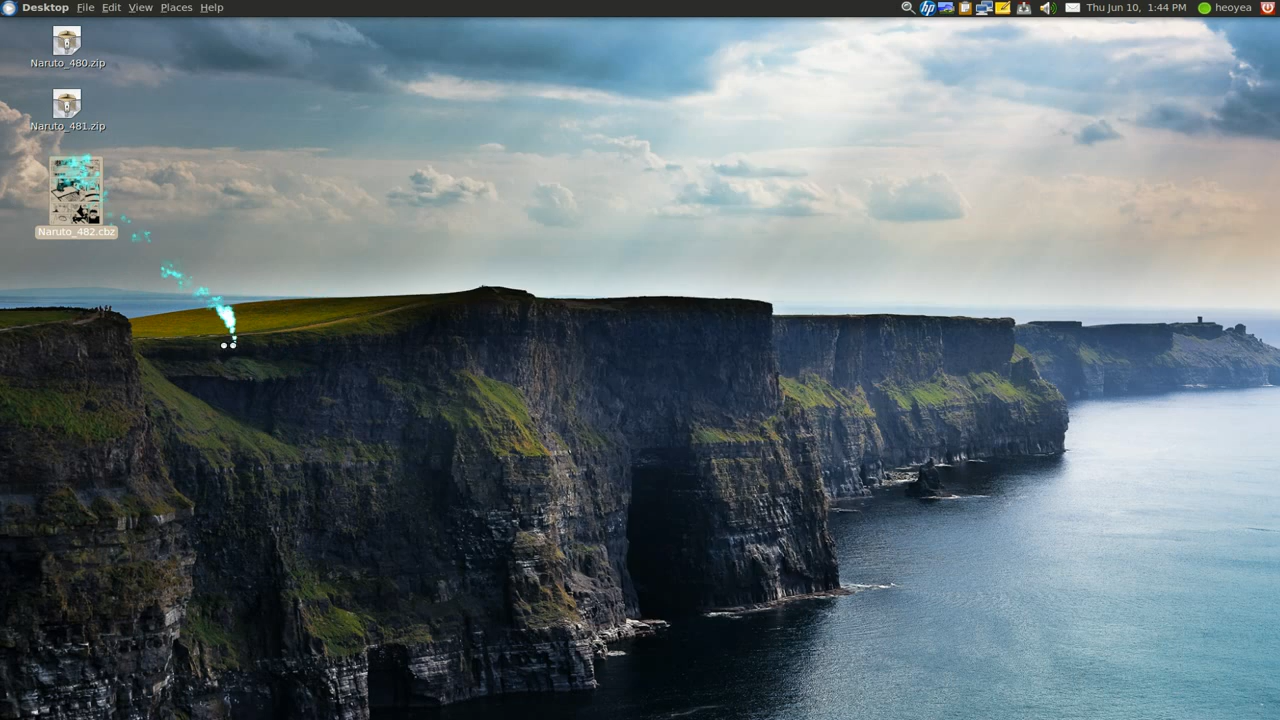 Desktop File Edit View Places Help
hp Thu Jun 10, 1:44 PM heoyea
Naruto_480.zip
Naruto_481.zip
Naruto_482.cbz